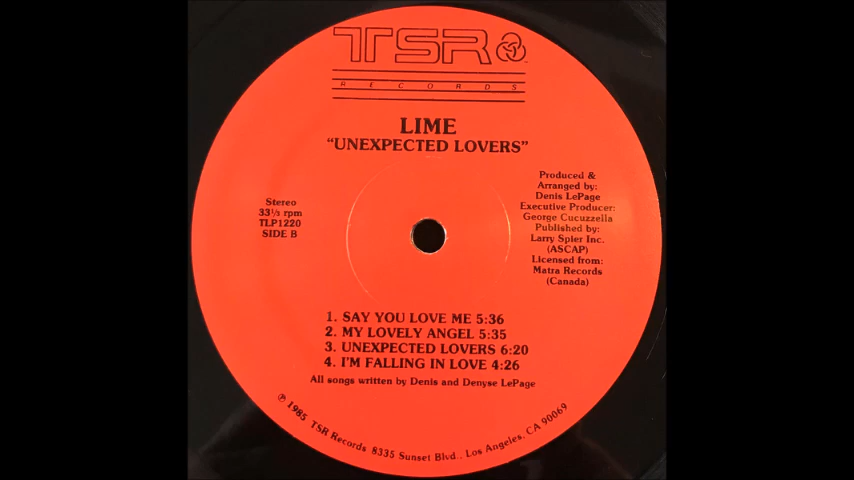 TSR
RECORDS
LIME
"UNEXPECTED LOVERS"
Stereo
33⅓ rpm
TLP1220
SIDE B
Produced &
Arranged by:
Denis LePage
Executive Producer:
George Cucuzzella
Published by:
Larry Spier Inc.
(ASCAP)
Licensed from:
Matra Records
(Canada)
1. SAY YOU LOVE ME 5:36
2. MY LOVELY ANGEL 5:35
3. UNEXPECTED LOVERS 6:20
4. I'M FALLING IN LOVE 4:26
All songs written by Denis and Denyse LePage
℗ 1985 TSR Records 8335 Sunset Blvd., Los Angeles, CA 90069